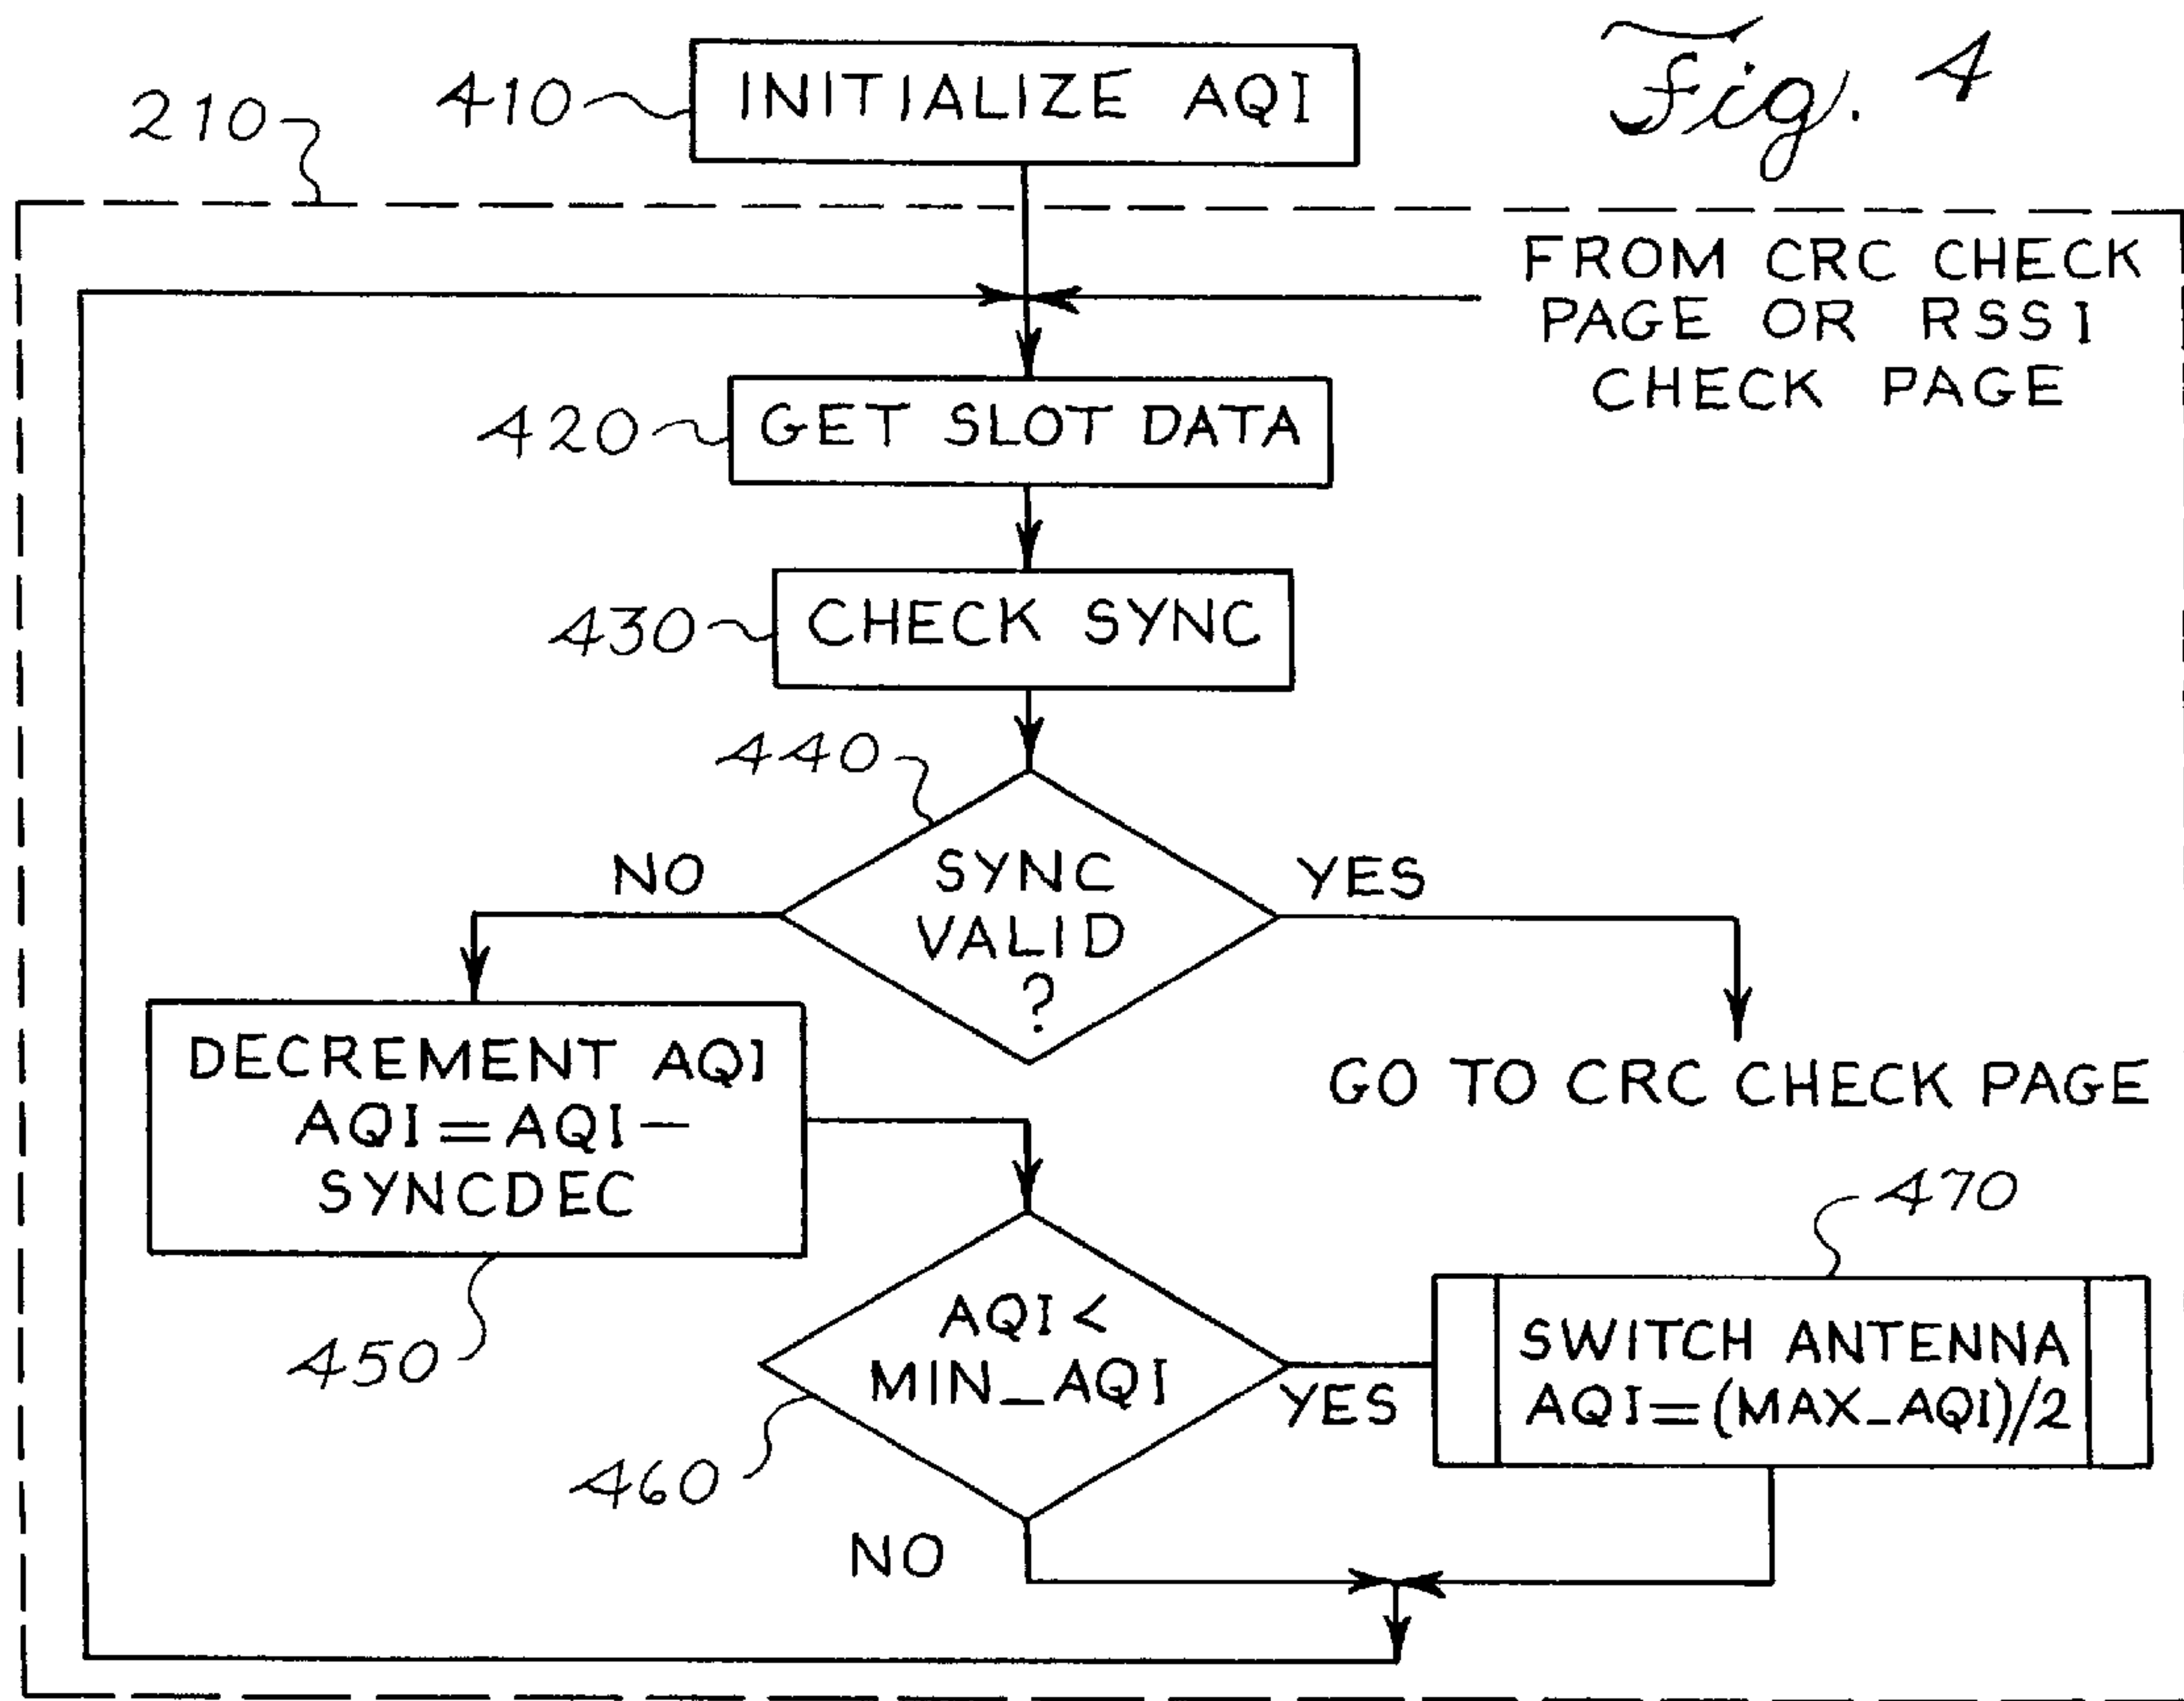 Fig. 4
410
INITIALIZE AQI
210
FROM CRC CHECK
PAGE OR RSSI
CHECK PAGE
420
GET SLOT DATA
430
CHECK SYNC
440
SYNC
VALID
?
NO
YES
DECREMENT AQI
AQI=AQI-
SYNCDEC
450
GO TO CRC CHECK PAGE
AQI<
MIN_AQI
460
YES
NO
470
SWITCH ANTENNA
AQI=(MAX_AQI)/2